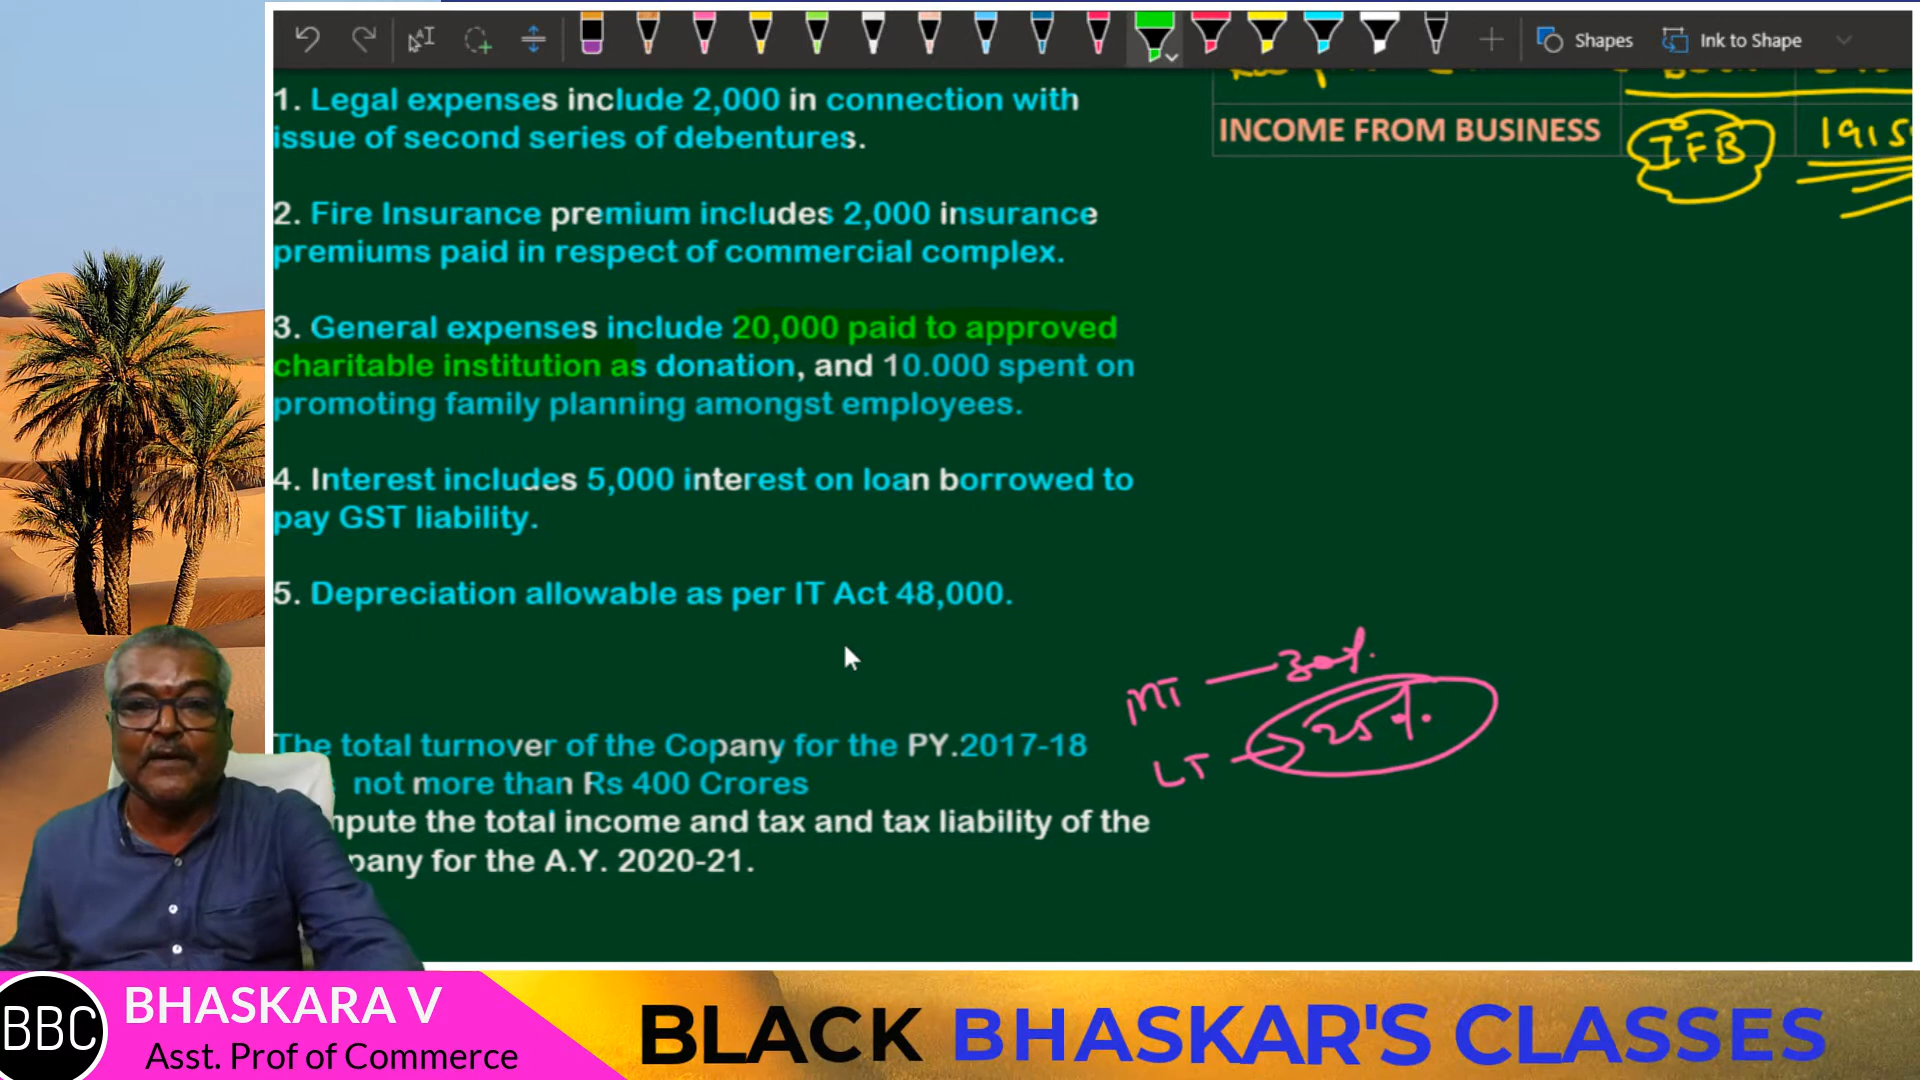 Shapes
Ink to Shape
1. Legal expenses include 2,000 in connection with
issue of second series of debentures.
INCOME FROM BUSINESS
IFB
1915
2. Fire Insurance premium includes 2,000 insurance
premiums paid in respect of commercial complex.
3. General expenses include 20,000 paid to approved
charitable institution as donation, and 10.000 spent on
promoting family planning amongst employees.
4. Interest includes 5,000 interest on loan borrowed to
pay GST liability.
5. Depreciation allowable as per IT Act 48,000.
MT — 30%.
LT — 25%.
The total turnover of the Copany for the PY.2017-18
not more than Rs 400 Crores
mpute the total income and tax and tax liability of the
pany for the A.Y. 2020-21.
BBC
BHASKARA V
Asst. Prof of Commerce
BLACK BHASKAR'S CLASSES